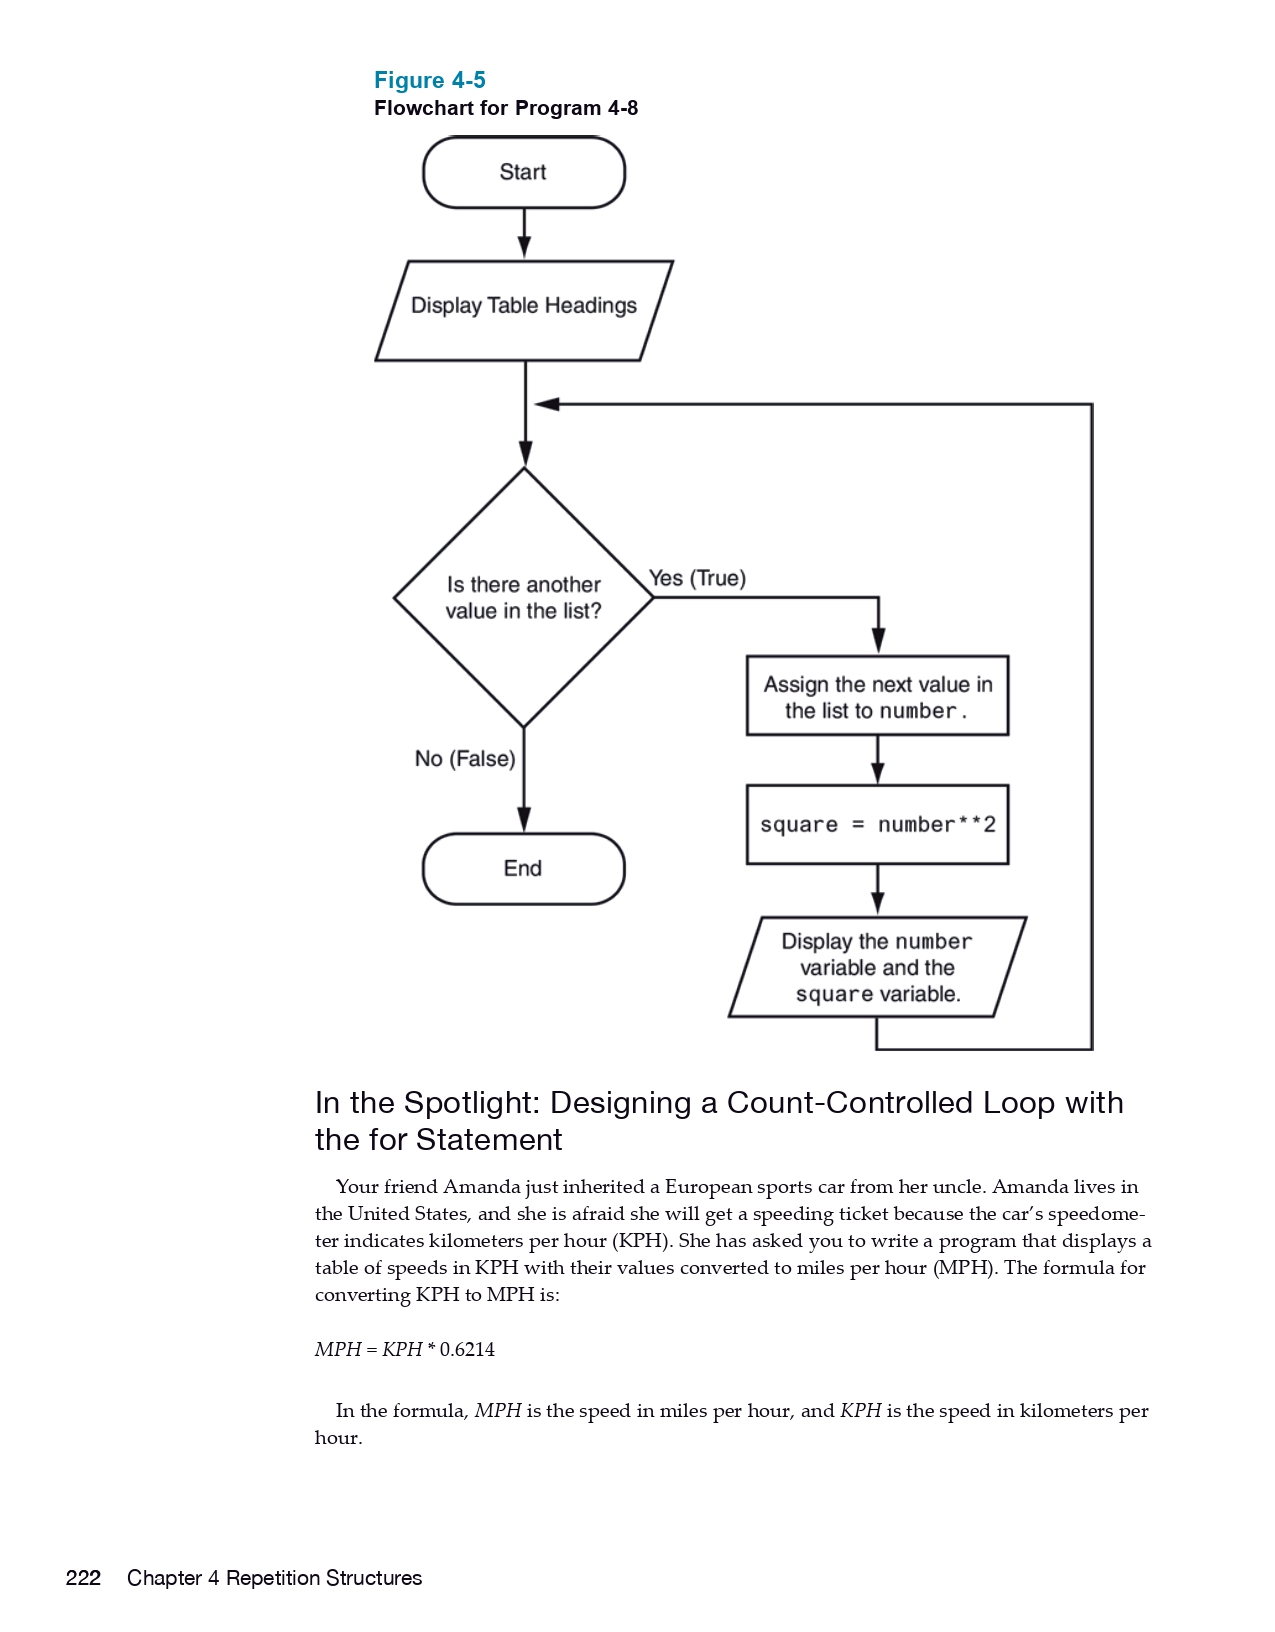 Figure 4-5
Flowchart for Program 4-8
Start
Display Table Headings
Is there another
value in the list?
Yes (True)
Assign the next value in
the list to number.
square = number**2
Display the number
variable and the
square variable.
No (False)
End
In the Spotlight: Designing a Count-Controlled Loop with
the for Statement
Your friend Amanda just inherited a European sports car from her uncle. Amanda lives in
the United States, and she is afraid she will get a speeding ticket because the car’s speedome-
ter indicates kilometers per hour (KPH). She has asked you to write a program that displays a
table of speeds in KPH with their values converted to miles per hour (MPH). The formula for
converting KPH to MPH is:
MPH = KPH * 0.6214
In the formula, MPH is the speed in miles per hour, and KPH is the speed in kilometers per
hour.
222 Chapter 4 Repetition Structures